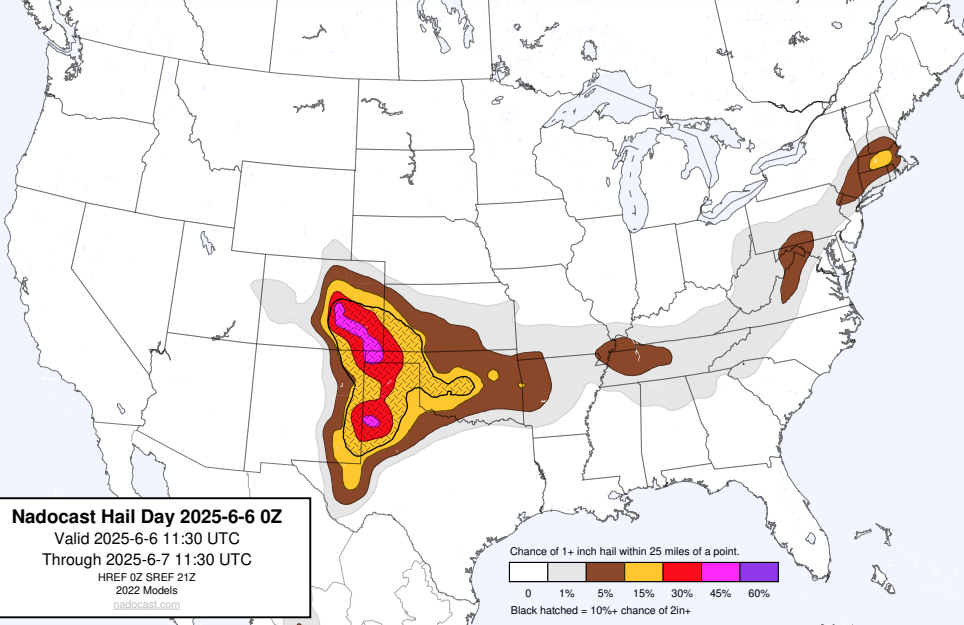 Nadocast Hail Day 2025-6-6 0Z
Valid 2025-6-6 11:30 UTC
Through 2025-6-7 11:30 UTC
HREF 0Z SREF 21Z
2022 Models
nadocast.com
Chance of 1+ inch hail within 25 miles of a point.
0 1% 5% 15% 30% 45% 60%
Black hatched = 10%+ chance of 2in+